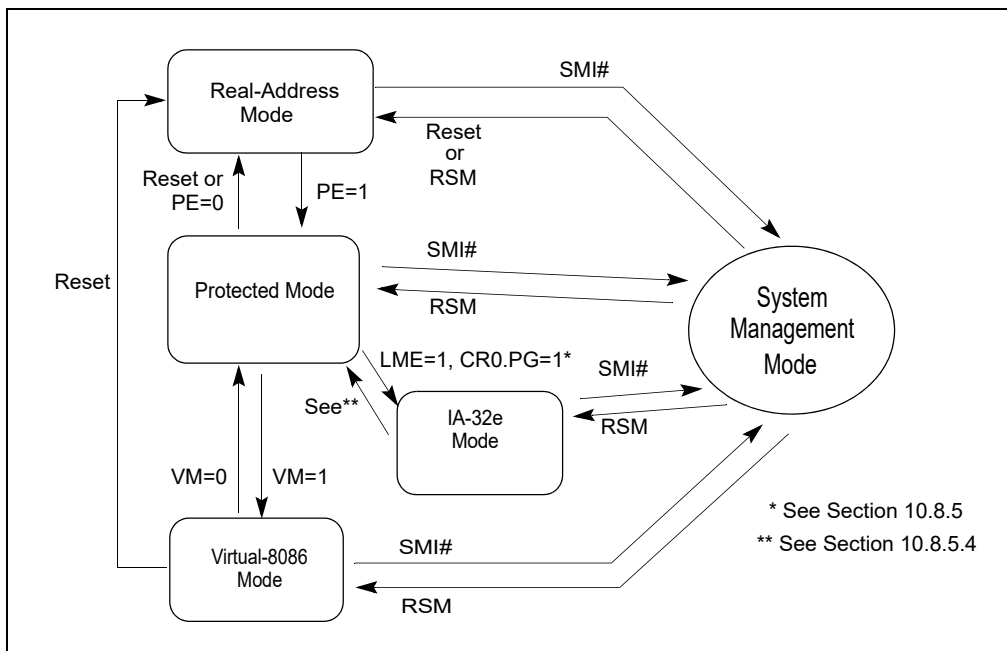 SMI#
Real-Address
Mode
Reset
or
RSM
Reset or
PE=0
PE=1
SMI#
Reset
Protected Mode
RSM
System
Management
Mode
LME=1, CR0.PG=1*
SMI#
See**
IA-32e
Mode
RSM
VM=0
VM=1
* See Section 10.8.5
** See Section 10.8.5.4
Virtual-8086
Mode
SMI#
RSM